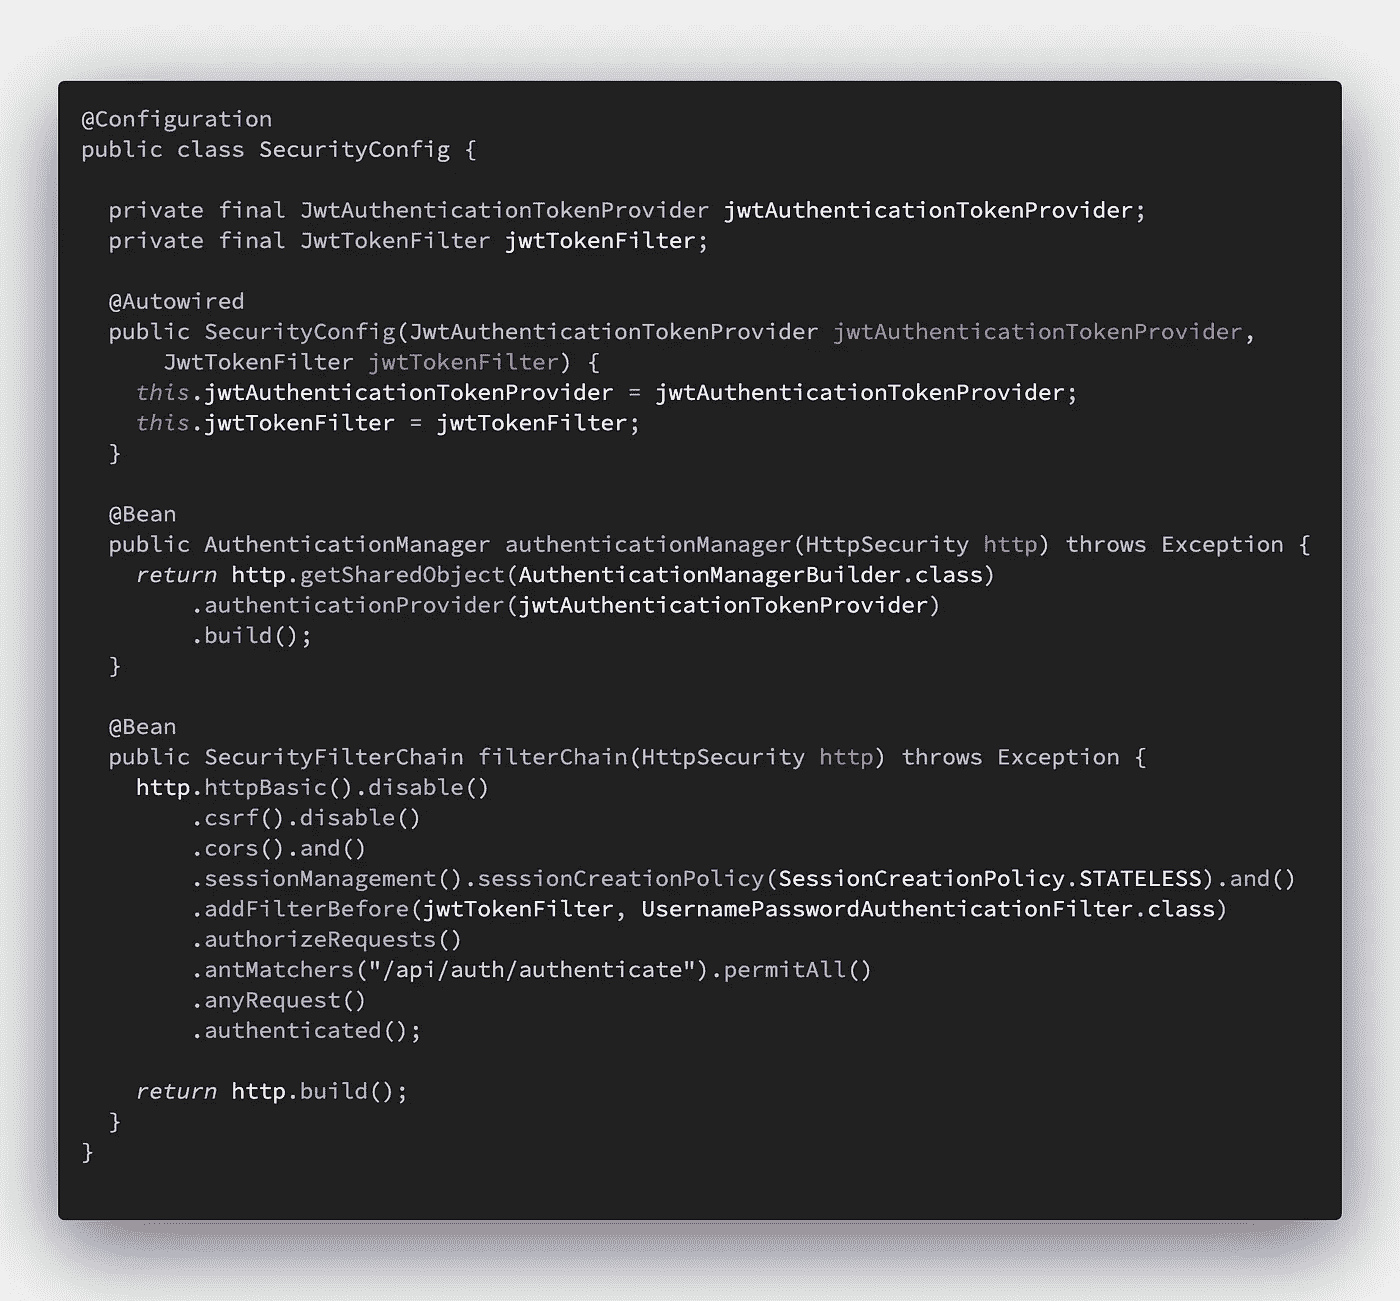 @Configuration
public class SecurityConfig {
  private final JwtAuthenticationTokenProvider jwtAuthenticationTokenProvider;
  private final JwtTokenFilter jwtTokenFilter;
  @Autowired
  public SecurityConfig(JwtAuthenticationTokenProvider jwtAuthenticationTokenProvider,
      JwtTokenFilter jwtTokenFilter) {
    this.jwtAuthenticationTokenProvider = jwtAuthenticationTokenProvider;
    this.jwtTokenFilter = jwtTokenFilter;
  }
  @Bean
  public AuthenticationManager authenticationManager(HttpSecurity http) throws Exception {
    return http.getSharedObject(AuthenticationManagerBuilder.class)
        .authenticationProvider(jwtAuthenticationTokenProvider)
        .build();
  }
  @Bean
  public SecurityFilterChain filterChain(HttpSecurity http) throws Exception {
    http.httpBasic().disable()
        .csrf().disable()
        .cors().and()
        .sessionManagement().sessionCreationPolicy(SessionCreationPolicy.STATELESS).and()
        .addFilterBefore(jwtTokenFilter, UsernamePasswordAuthenticationFilter.class)
        .authorizeRequests()
        .antMatchers("/api/auth/authenticate").permitAll()
        .anyRequest()
        .authenticated();
    return http.build();
  }
}